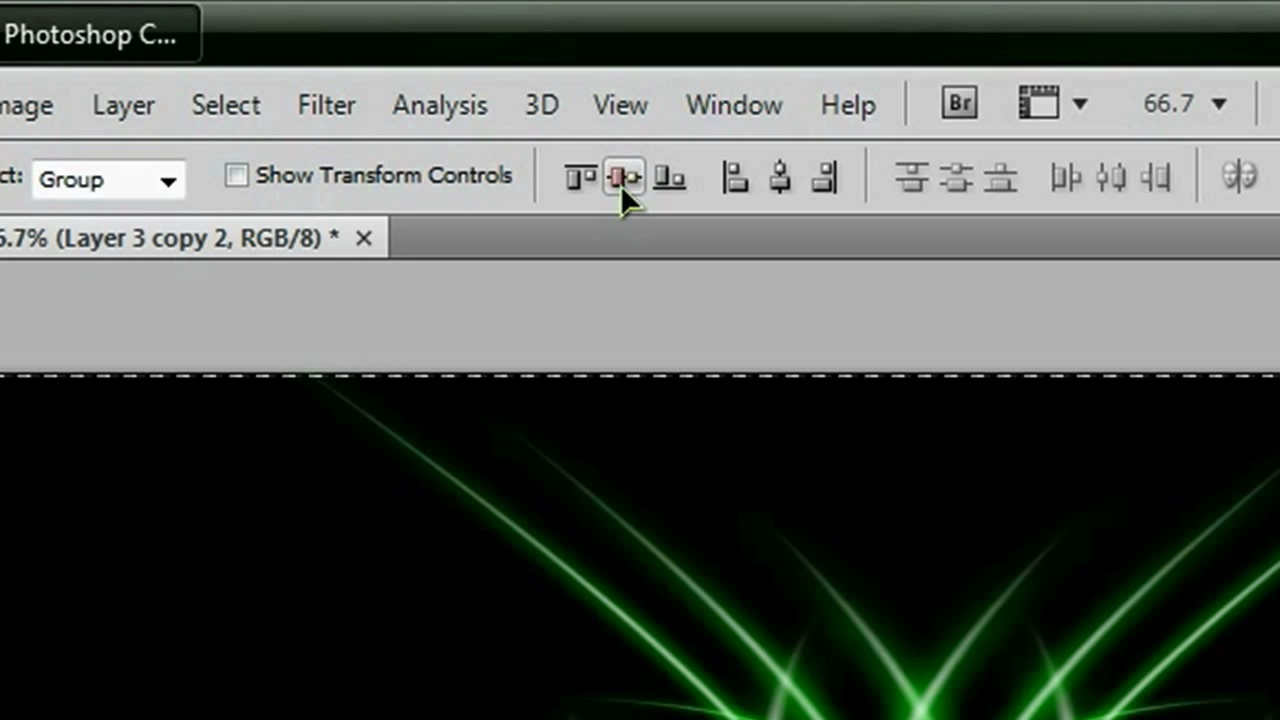 Photoshop C...
mage Layer Select Filter Analysis 3D View Window Help Br 66.7
ct: Group Show Transform Controls
6.7% (Layer 3 copy 2, RGB/8) *